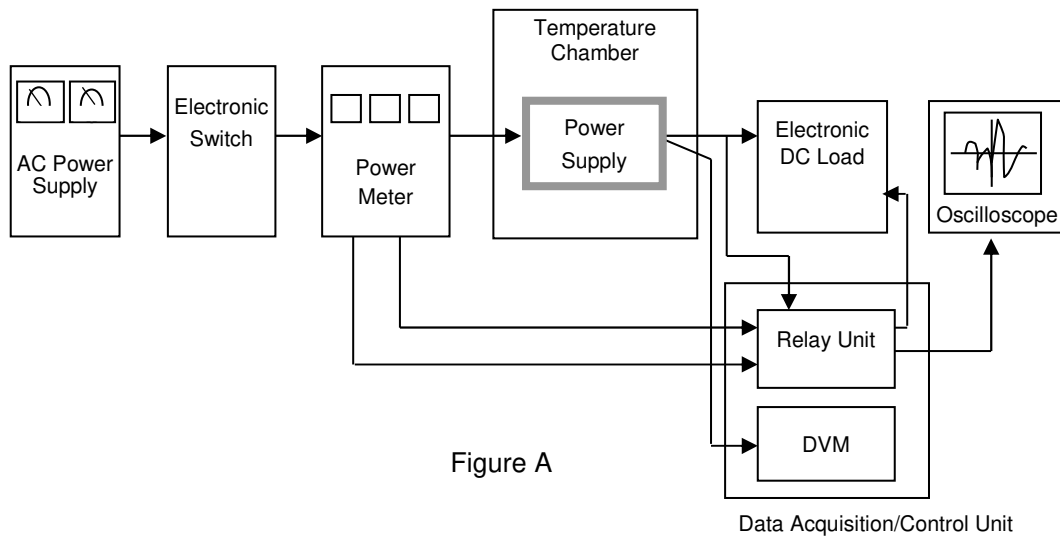 Temperature
Chamber
AC Power
Supply
Electronic
Switch
Power
Meter
Power
Supply
Electronic
DC Load
Oscilloscope
Relay Unit
DVM
Figure A
Data Acquisition/Control Unit